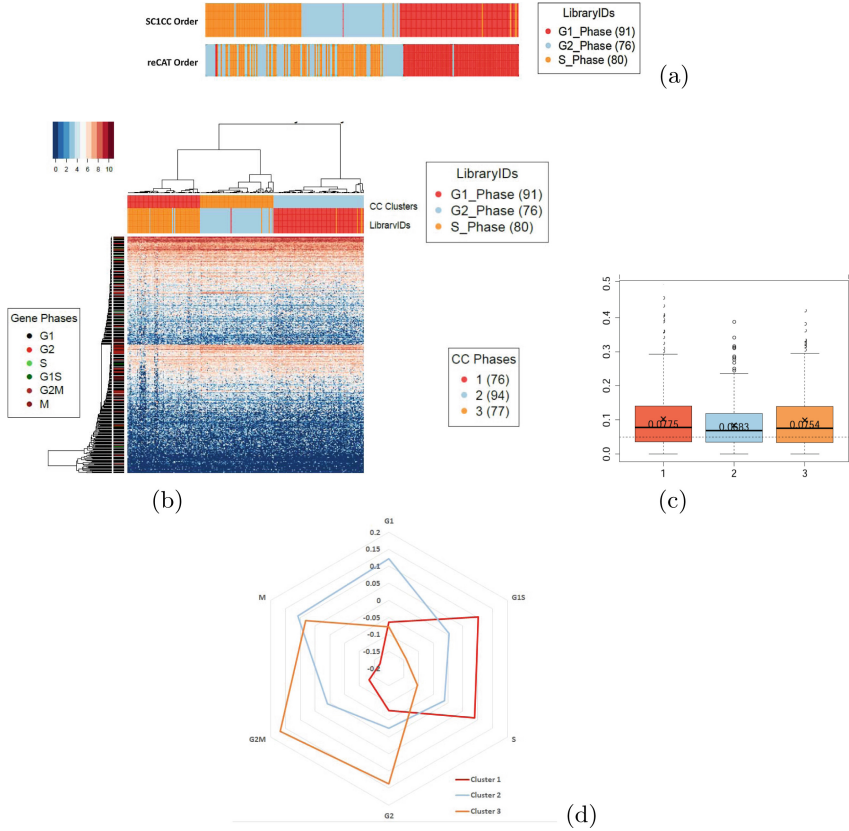 SC1CC Order
reCAT Order
LibraryIDs
G1_Phase (91)
G2_Phase (76)
S_Phase (80)
(a)
0 2 4 6 8 10
CC Clusters
LibraryIDs
LibraryIDs
G1_Phase (91)
G2_Phase (76)
S_Phase (80)
Gene Phases
G1
G2
S
G1S
G2M
M
CC Phases
1 (76)
2 (94)
3 (77)
(b)
0.5
0.4
0.3
0.2
0.1
0.0
0.0775
0.0683
0.0754
1 2 3
(c)
G1
0.2
0.15
0.1
0.05
0
-0.05
-0.1
-0.15
-0.2
M
G1S
G2M
S
G2
Cluster 1
Cluster 2
Cluster 3
(d)